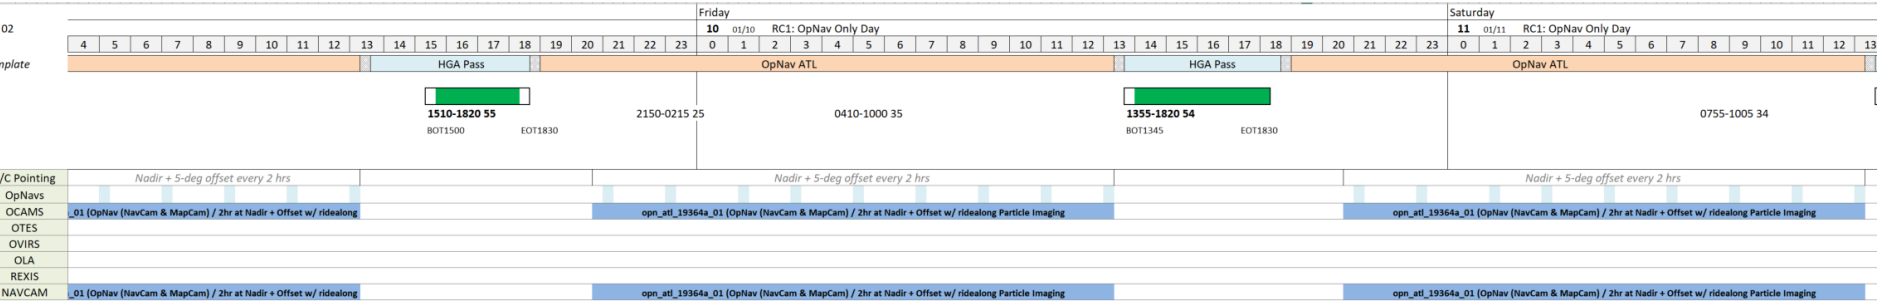 Friday Saturday
02 10 01/10 RC1: OpNav Only Day 11 01/11 RC1: OpNav Only Day
4 5 6 7 8 9 10 11 12 13 14 15 16 17 18 19 20 21 22 23 0 1 2 3 4 5 6 7 8 9 10 11 12 13 14 15 16 17 18 19 20 21 22 23 0 1 2 3 4 5 6 7 8 9 10 11 12 13
mplate HGA Pass OpNav ATL HGA Pass OpNav ATL
1510-1820 55 2150-0215 25 0410-1000 35 1355-1820 54 0755-1005 34
BOT1500 EOT1830 BOT1345 EOT1830
/C Pointing Nadir + 5-deg offset every 2 hrs Nadir + 5-deg offset every 2 hrs Nadir + 5-deg offset every 2 hrs
OpNavs
OCAMS _01 (OpNav (NavCam & MapCam) / 2hr at Nadir + Offset w/ ridealong opn_atl_19364a_01 (OpNav (NavCam & MapCam) / 2hr at Nadir + Offset w/ ridealong Particle Imaging opn_atl_19364a_01 (OpNav (NavCam & MapCam) / 2hr at Nadir + Offset w/ ridealong Particle Imaging
OTES
OVIRS
OLA
REXIS
NAVCAM _01 (OpNav (NavCam & MapCam) / 2hr at Nadir + Offset w/ ridealong opn_atl_19364a_01 (OpNav (NavCam & MapCam) / 2hr at Nadir + Offset w/ ridealong Particle Imaging opn_atl_19364a_01 (OpNav (NavCam & MapCam) / 2hr at Nadir + Offset w/ ridealong Particle Imaging